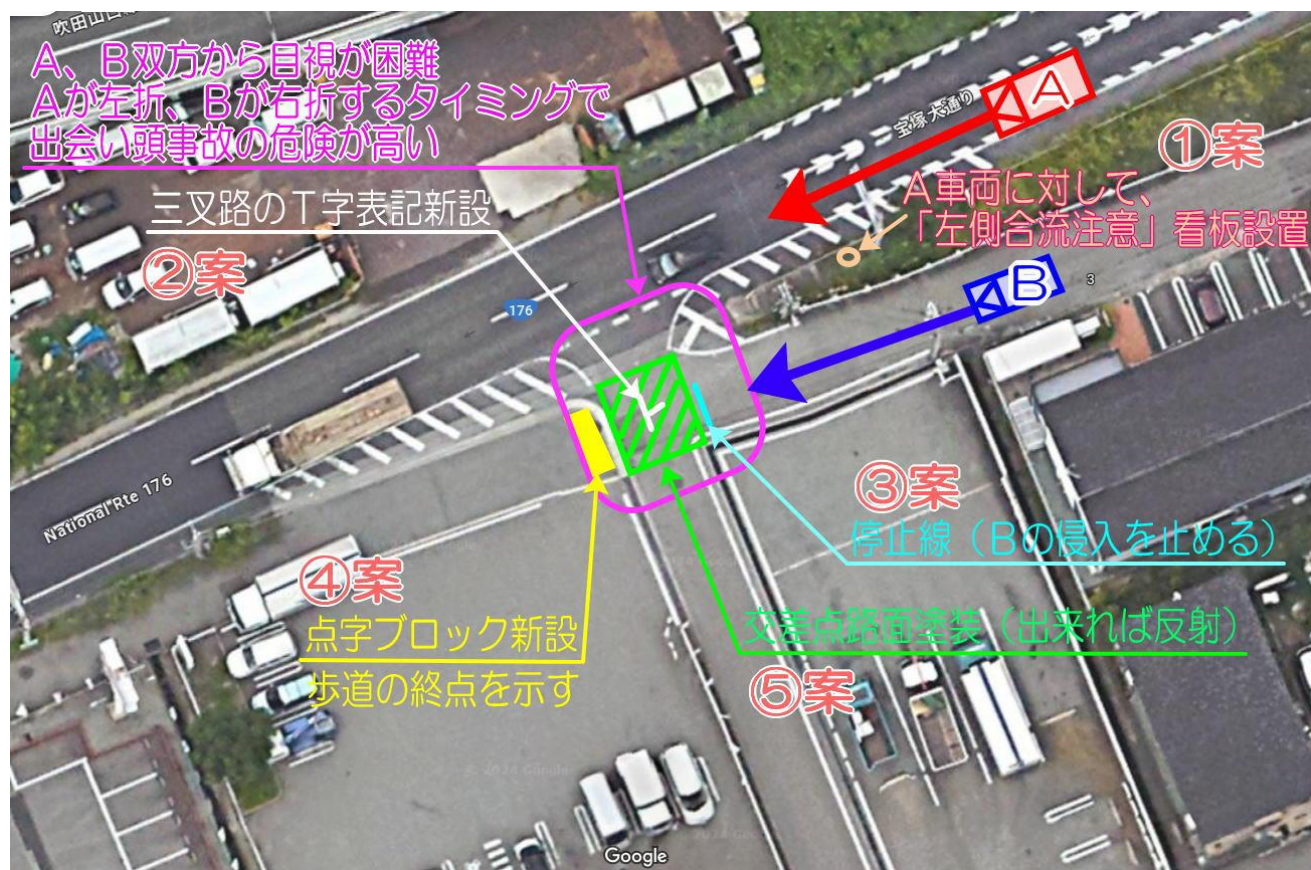 吹田山口
A、B双方から目視が困難
Aが左折、Bが右折するタイミングで
出会い頭事故の危険が高い
A
宝塚大通り
①案
A車両に対して、
「左側合流注意」看板設置
三叉路のT字表記新設
②案
B
3
176
National Rte 176
③案
停止線（Bの侵入を止める）
④案
点字ブロック新設
歩道の終点を示す
交差点路面塗装（出来れば反射）
⑤案
Google